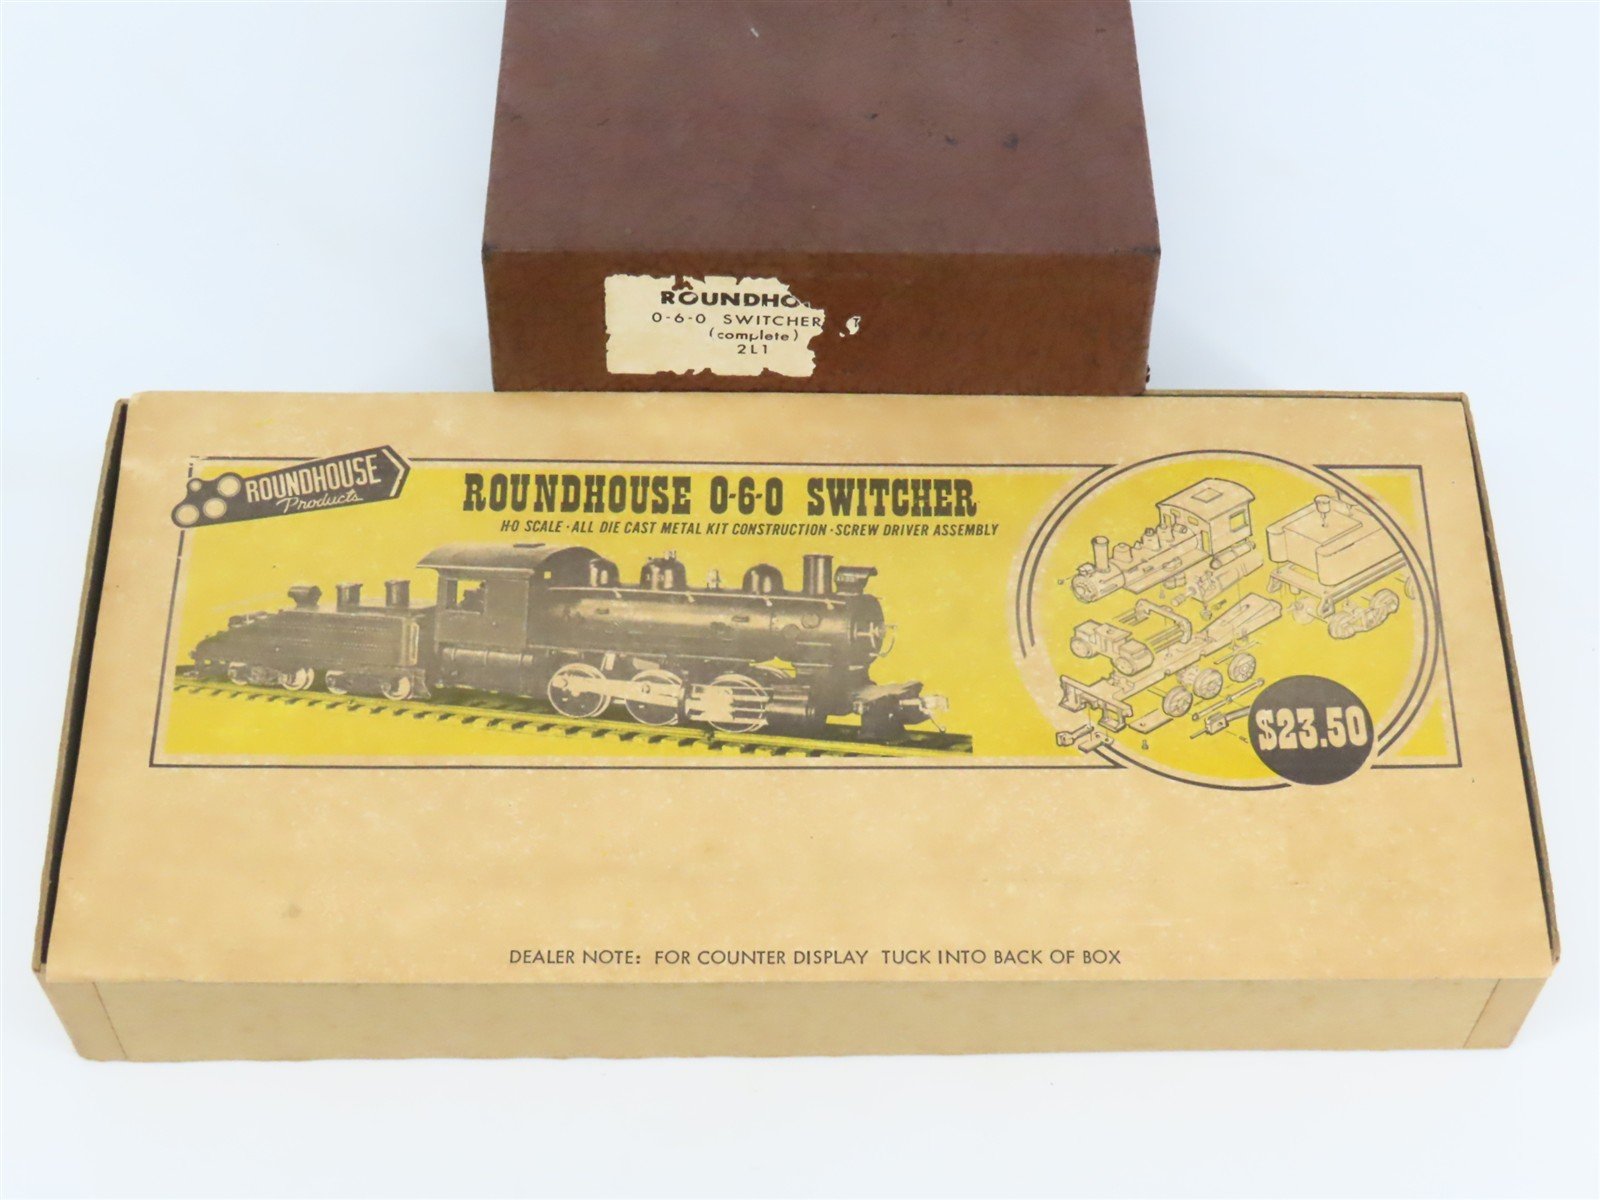 0-6-0 SWITCHER
(complete)
2L1
ROUNDHOUSE
Products
ROUNDHOUSE 0-6-0 SWITCHER
HO SCALE · ALL DIE CAST METAL KIT CONSTRUCTION · SCREW DRIVER ASSEMBLY
$23.50
DEALER NOTE: FOR COUNTER DISPLAY TUCK INTO BACK OF BOX